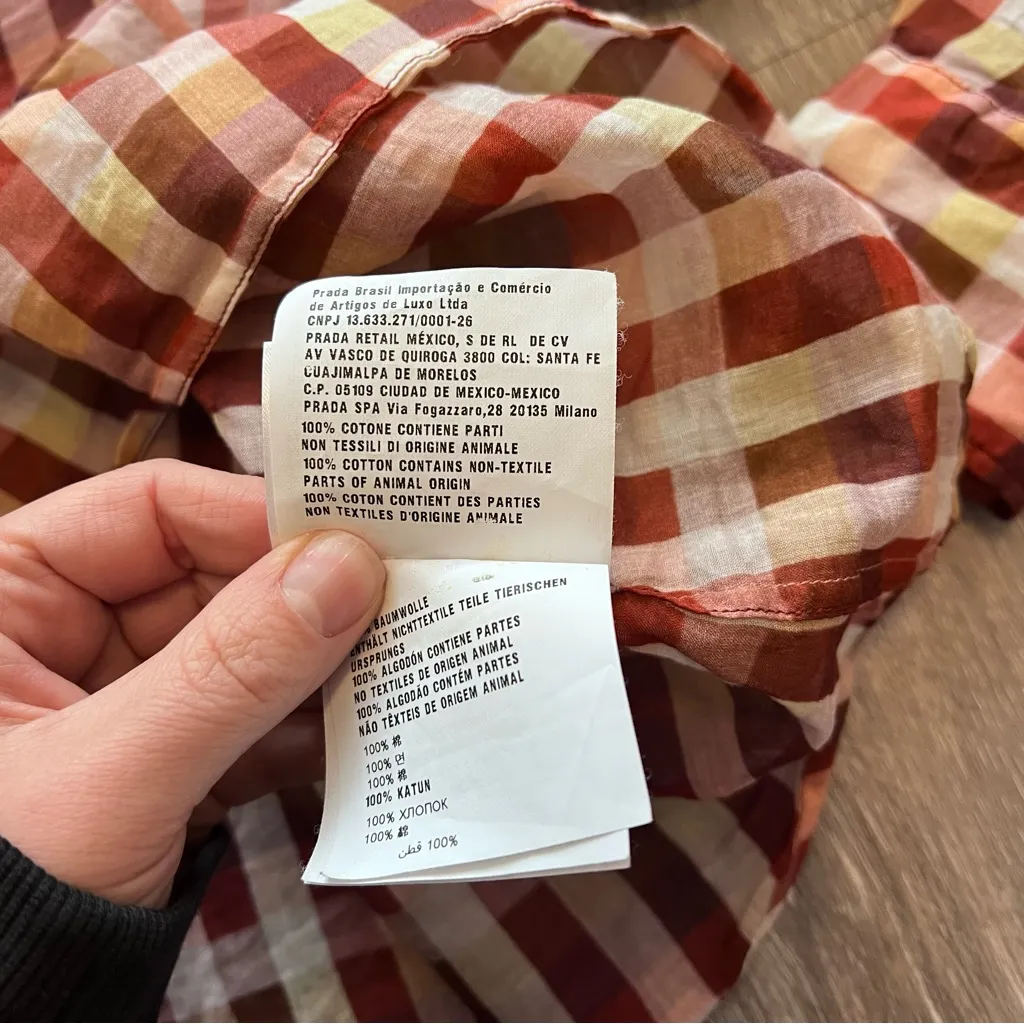 Prada Brasil Importação e Comércio
de Artigos de Luxo Ltda
CNPJ 13.633.271/0001-26
PRADA RETAIL MÉXICO, S DE RL DE CV
AV VASCO DE QUIROGA 3800 COL: SANTA FE
CUAJIMALPA DE MORELOS
C.P. 05109 CIUDAD DE MEXICO-MEXICO
PRADA SPA Via Fogazzaro,28 20135 Milano
100% COTONE CONTIENE PARTI
NON TESSILI DI ORIGINE ANIMALE
100% COTTON CONTAINS NON-TEXTILE
PARTS OF ANIMAL ORIGIN
100% COTON CONTIENT DES PARTIES
NON TEXTILES D'ORIGINE ANIMALE
BAUMWOLLE
ENTHÄLT NICHTTEXTILE TEILE TIERISCHEN
URSPRUNGS
100% ALGODÓN CONTIENE PARTES
NO TEXTILES DE ORIGEN ANIMAL
100% ALGODÃO CONTÉM PARTES
NÃO TÊXTEIS DE ORIGEM ANIMAL
100% 棉
100% 면
100% 棉
100% KATUN
100% ХЛОПОК
100% 綿
100% قطن